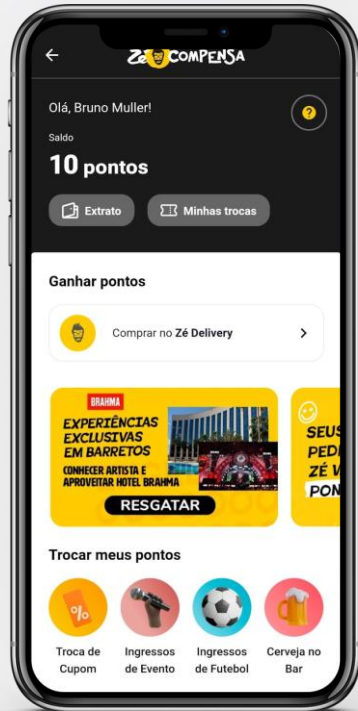 Zé COMPENSA
Olá, Bruno Muller!
?
Saldo
10 pontos
Extrato
Minhas trocas
Ganhar pontos
Comprar no Zé Delivery
BRAHMA
EXPERIÊNCIAS
EXCLUSIVAS
EM BARRETOS
CONHECER ARTISTA E
APROVEITAR HOTEL BRAHMA
RESGATAR
SEUS
PEDI
ZÉ V
PON
Trocar meus pontos
%
Troca de
Cupom
Ingressos
de Evento
Ingressos
de Futebol
Cerveja no
Bar